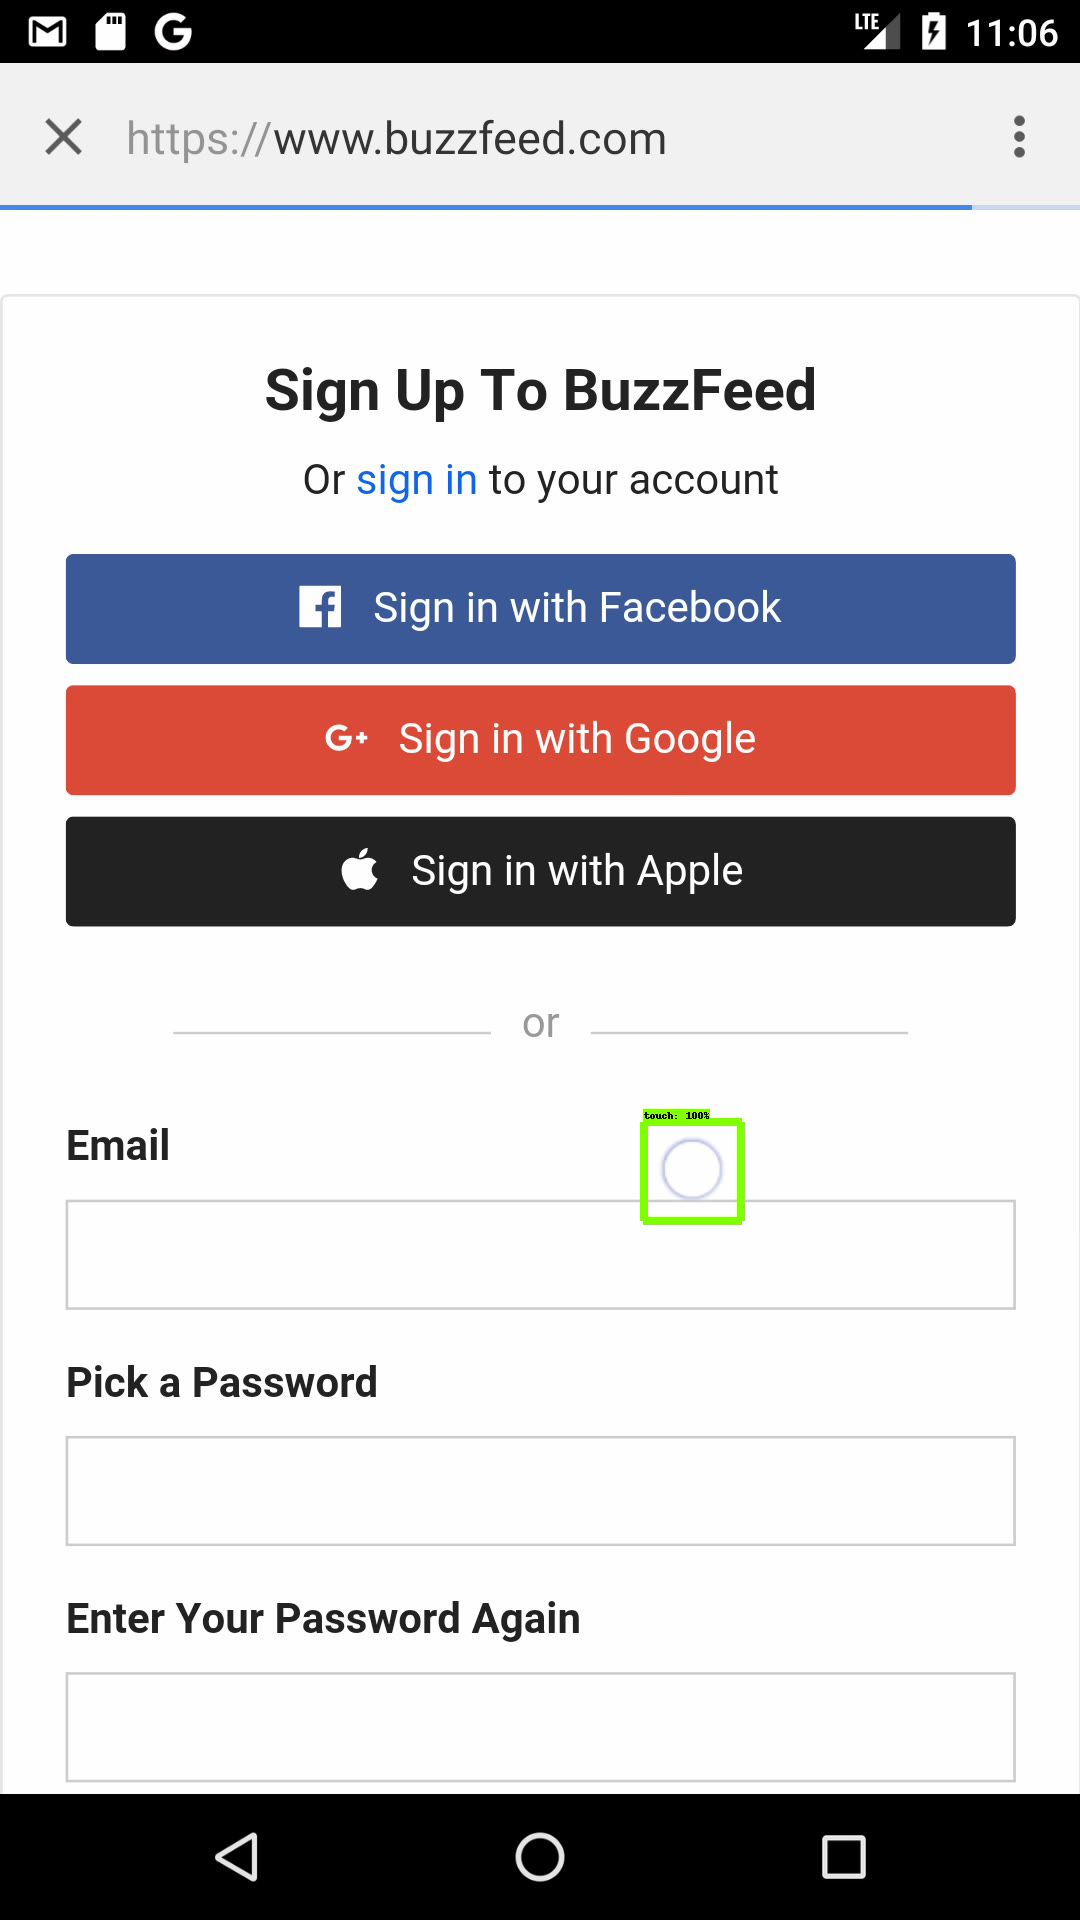 LTE 11:06
https://www.buzzfeed.com
Sign Up To BuzzFeed
Or sign in to your account
Sign in with Facebook
G+ Sign in with Google
Sign in with Apple
or
touch: 100%
Email
Pick a Password
Enter Your Password Again